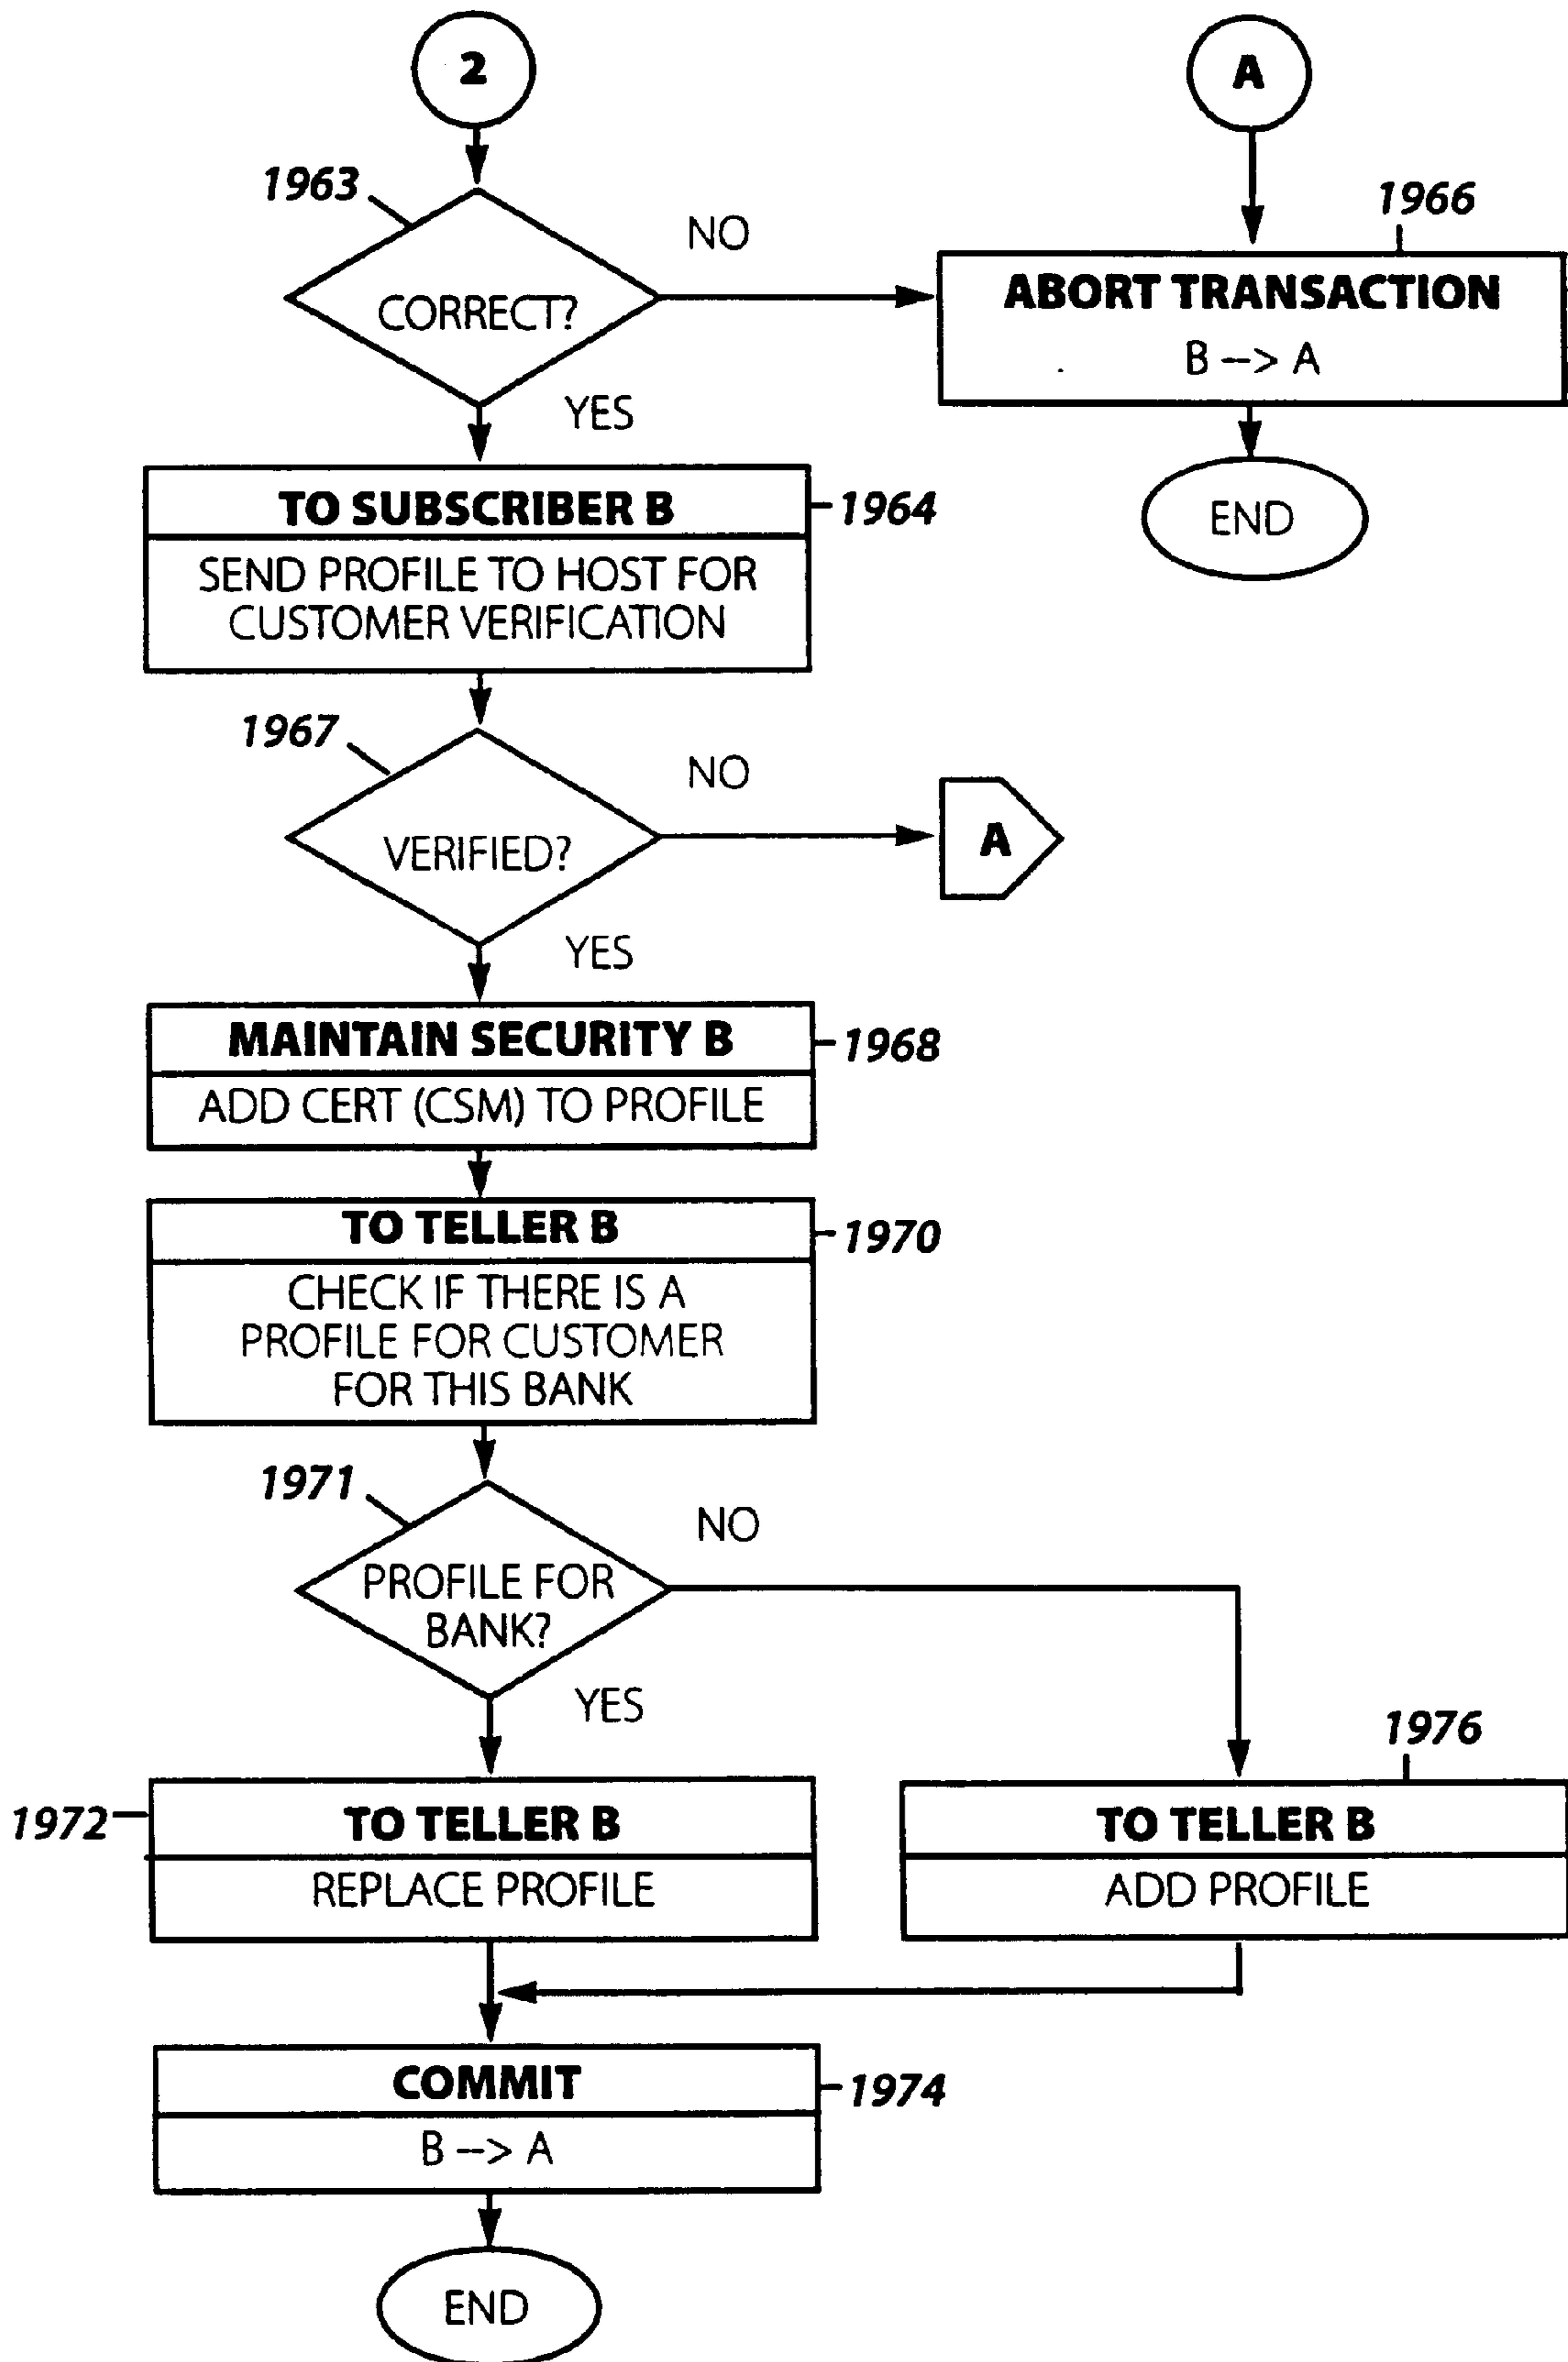 2
A
1963
NO
1966
CORRECT?
ABORT TRANSACTION
B --> A
YES
TO SUBSCRIBER B
1964
END
SEND PROFILE TO HOST FOR
CUSTOMER VERIFICATION
1967
NO
VERIFIED?
A
YES
MAINTAIN SECURITY B
1968
ADD CERT (CSM) TO PROFILE
TO TELLER B
1970
CHECK IF THERE IS A
PROFILE FOR CUSTOMER
FOR THIS BANK
1971
NO
PROFILE FOR
BANK?
YES
1976
1972
TO TELLER B
REPLACE PROFILE
TO TELLER B
ADD PROFILE
COMMIT
1974
B --> A
END